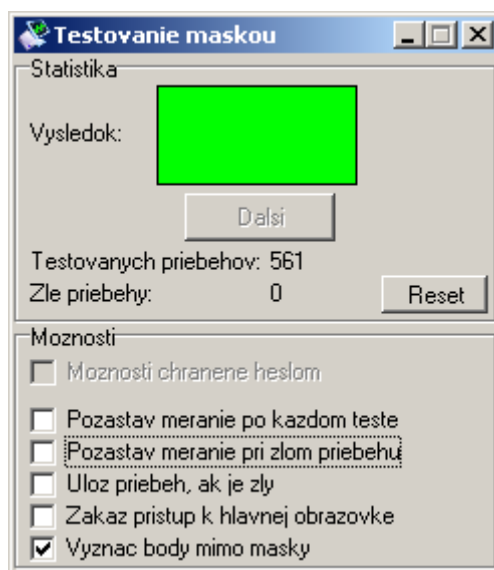 Testovanie maskou
Statistika
Vysledok:
Dalsi
Testovanych priebehov: 561
Zle priebehy: 0 Reset
Moznosti
Moznosti chranene heslom
Pozastav meranie po kazdom teste
Pozastav meranie pri zlom priebehu
Uloz priebeh, ak je zly
Zakaz pristup k hlavnej obrazovke
Vyznac body mimo masky